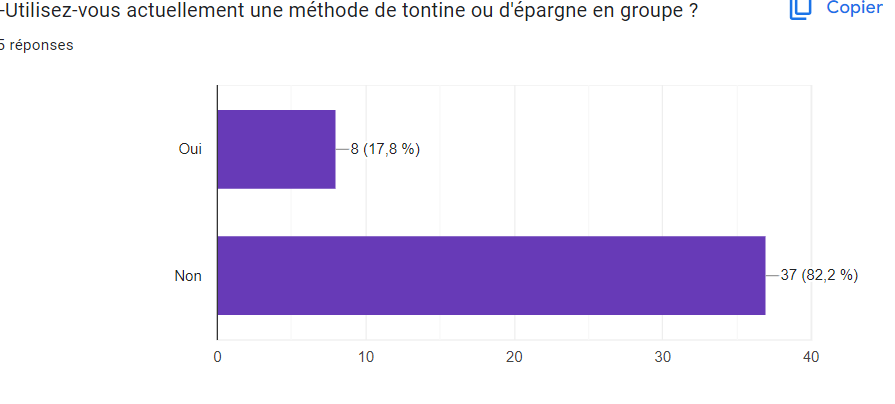 -Utilisez-vous actuellement une méthode de tontine ou d'épargne en groupe ?
Copier
5 réponses
Oui
8 (17,8 %)
Non
37 (82,2 %)
0 10 20 30 40